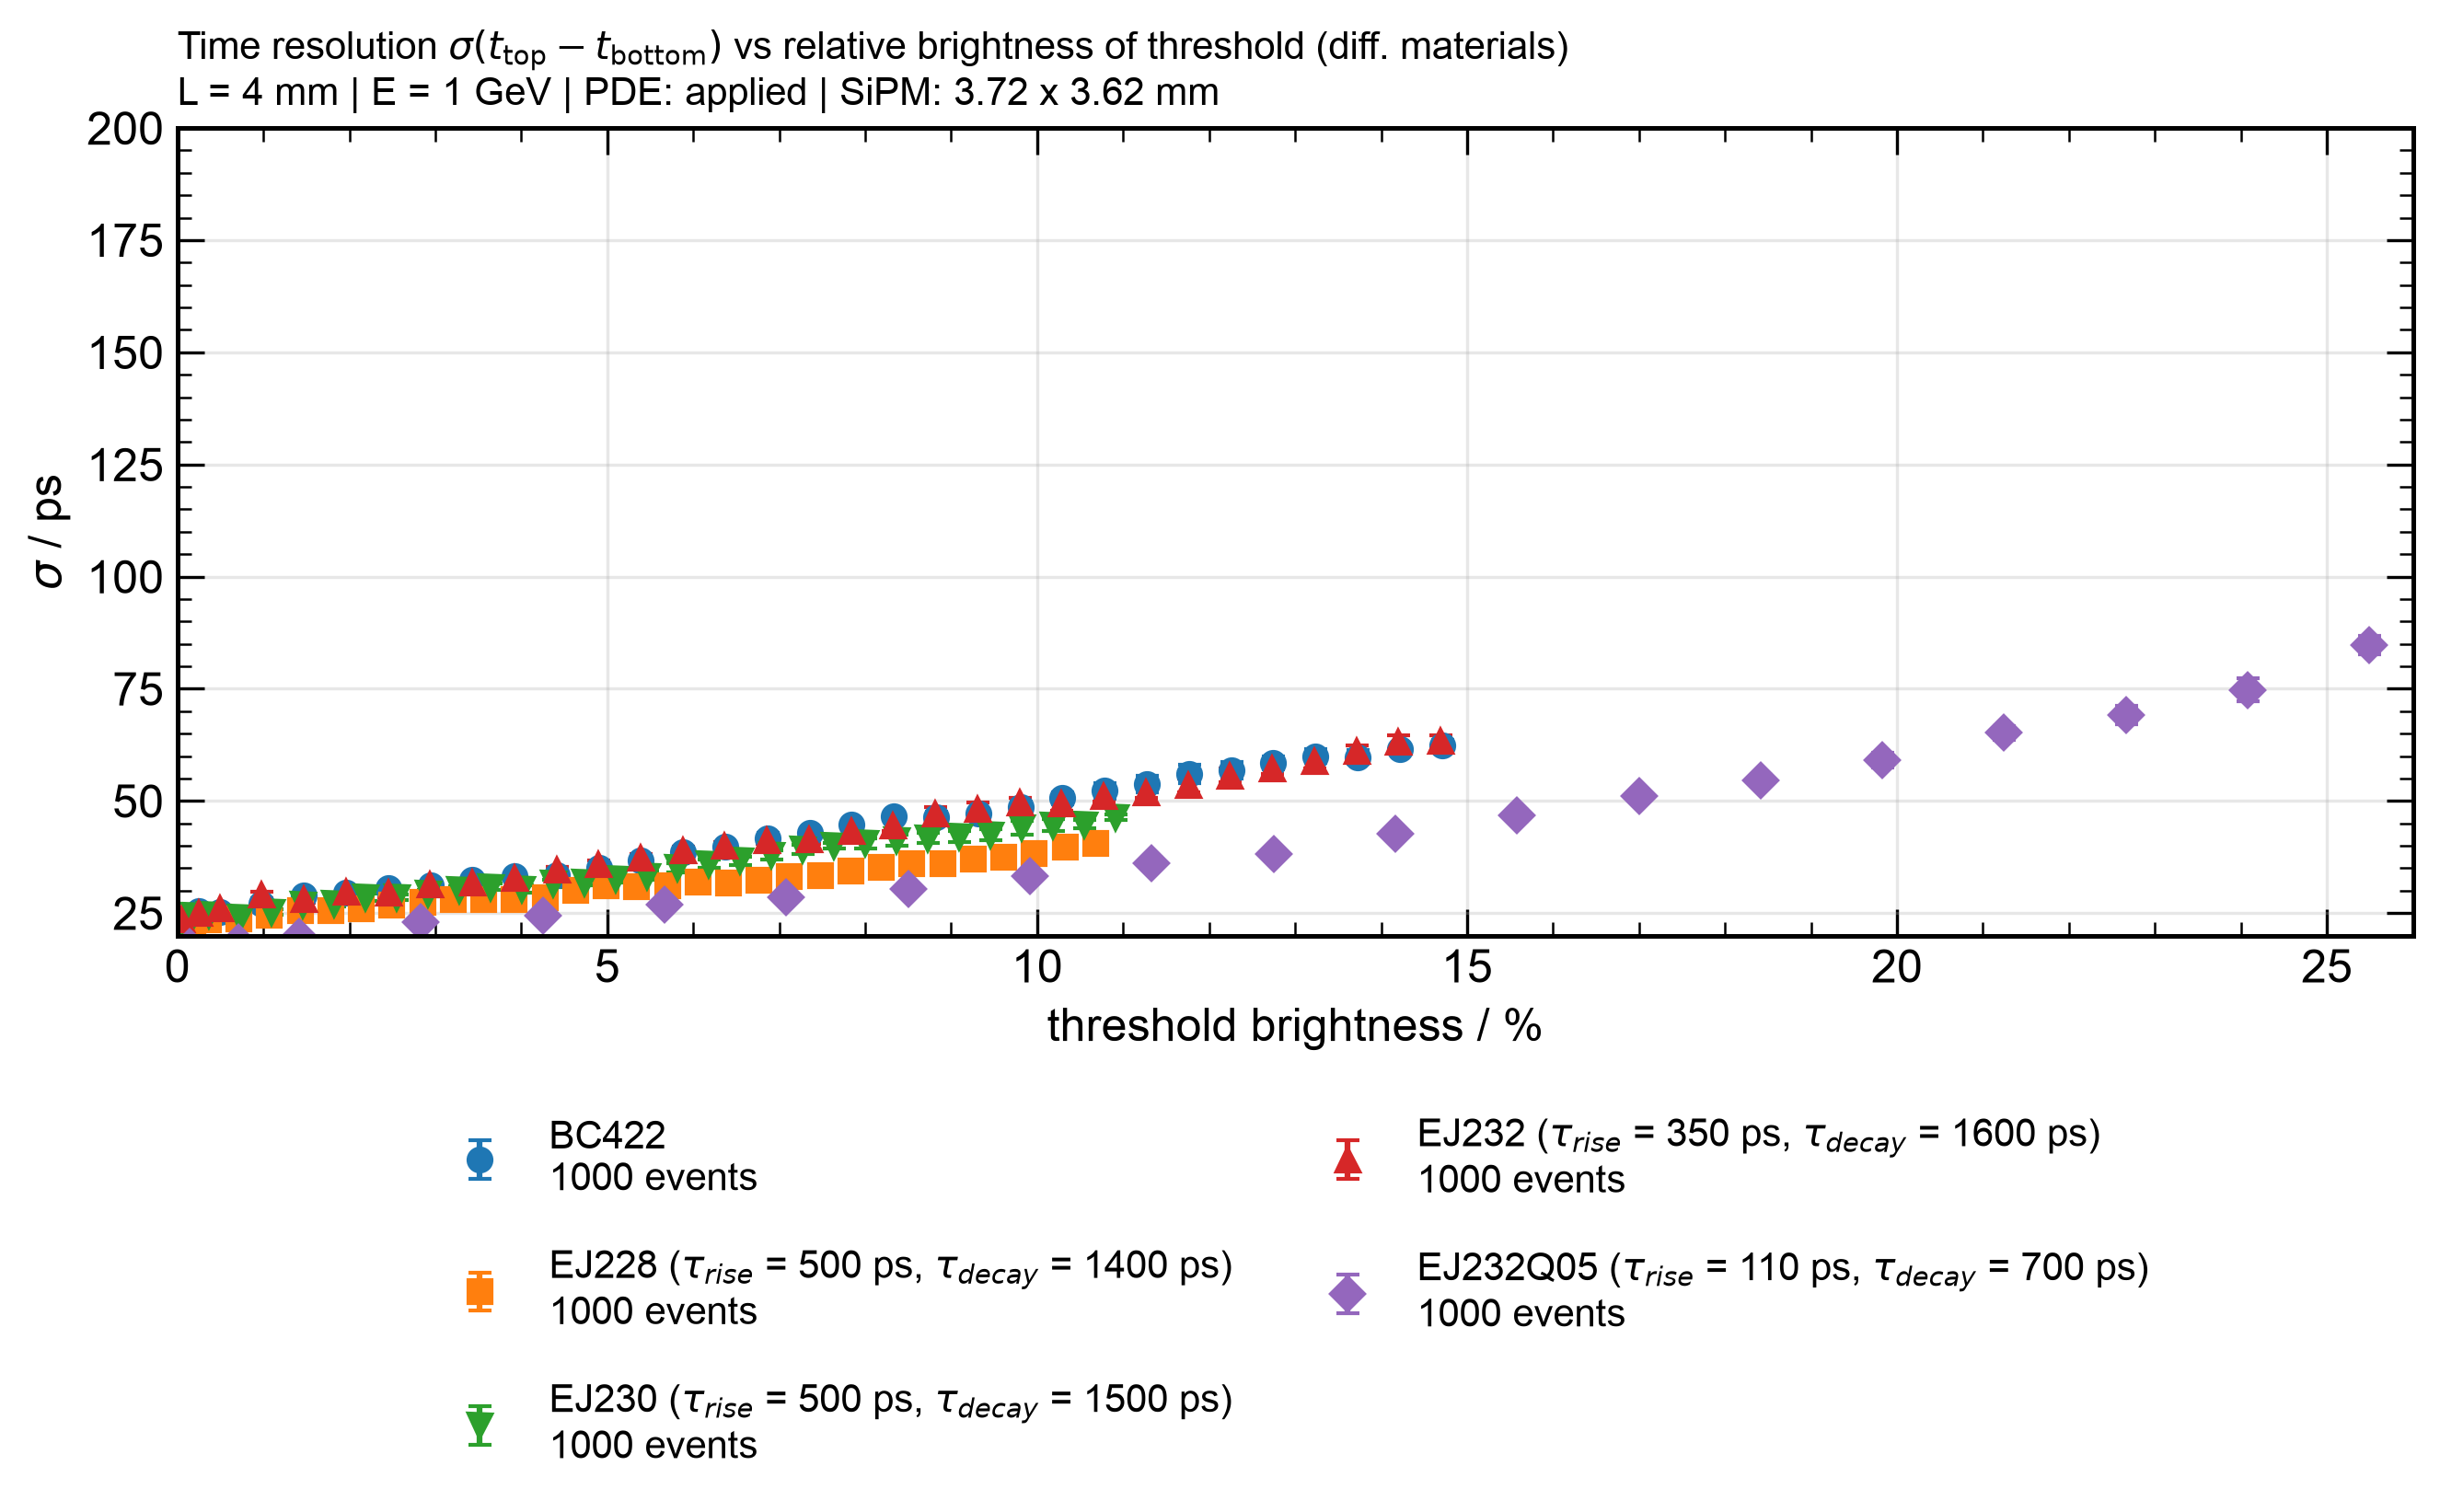 Time resolution σ(t_top − t_bottom) vs relative brightness of threshold (diff. materials)
L = 4 mm | E = 1 GeV | PDE: applied | SiPM: 3.72 x 3.62 mm
200
175
150
125
100
75
50
25
σ / ps
0 5 10 15 20 25
threshold brightness / %
BC422
1000 events
EJ228 (τ_rise = 500 ps, τ_decay = 1400 ps)
1000 events
EJ230 (τ_rise = 500 ps, τ_decay = 1500 ps)
1000 events
EJ232 (τ_rise = 350 ps, τ_decay = 1600 ps)
1000 events
EJ232Q05 (τ_rise = 110 ps, τ_decay = 700 ps)
1000 events